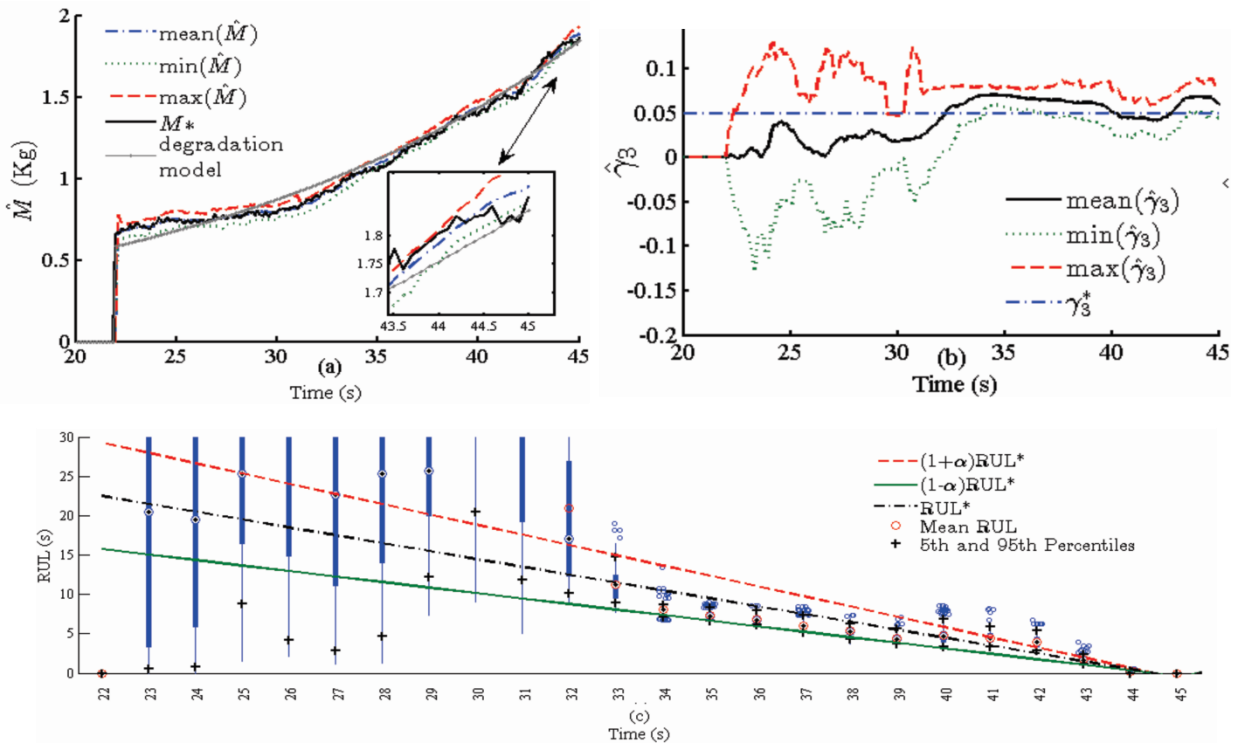 2
1.5
1
0.5
0
M̂ (Kg)
mean(M̂)
min(M̂)
max(M̂)
M*
degradation
model
1.8
1.75
1.7
43.5 44 44.5 45
20 25 30 35 40 45
(a)
Time (s)
0.1
0.05
0
-0.05
-0.1
-0.15
-0.2
γ̂3
mean(γ̂3)
min(γ̂3)
max(γ̂3)
γ3*
20 25 30 35 40 45
(b)
Time (s)
<
30
25
20
15
10
5
0
RUL (s)
(1+α)RUL*
(1-α)RUL*
RUL*
Mean RUL
5th and 95th Percentiles
22 23 24 25 26 27 28 29 30 31 32 33 34 35 36 37 38 39 40 41 42 43 44 45
(c)
Time (s)